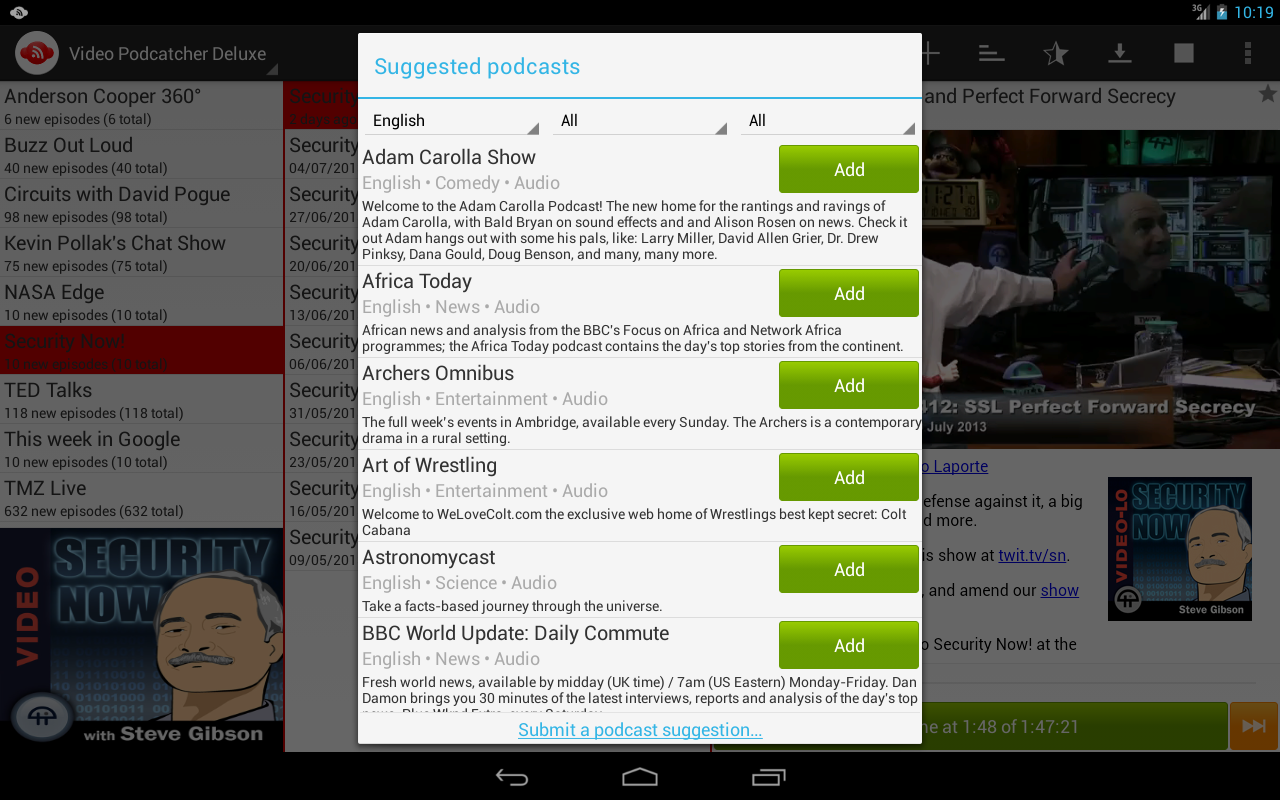 3G 10:19
Video Podcatcher Deluxe
Anderson Cooper 360°
6 new episodes (6 total)
Buzz Out Loud
40 new episodes (40 total)
Circuits with David Pogue
98 new episodes (98 total)
Kevin Pollak's Chat Show
75 new episodes (75 total)
NASA Edge
10 new episodes (10 total)
Security Now!
10 new episodes (10 total)
TED Talks
118 new episodes (118 total)
This week in Google
10 new episodes (10 total)
TMZ Live
632 new episodes (632 total)
VIDEO
SECURITY
NOW!
with Steve Gibson
Security
2 days ago
Security
04/07/201
Security
27/06/201
Security
20/06/201
Security
13/06/201
Security
06/06/201
Security
31/05/201
Security
23/05/201
Security
16/05/201
Security
09/05/201
Suggested podcasts
English All All
Adam Carolla Show
English • Comedy • Audio
Add
Welcome to the Adam Carolla Podcast! The new home for the rantings and ravings of
Adam Carolla, with Bald Bryan on sound effects and and Alison Rosen on news. Check it
out Adam hangs out with some his pals, like: Larry Miller, David Allen Grier, Dr. Drew
Pinksy, Dana Gould, Doug Benson, and many, many more.
Africa Today
English • News • Audio
Add
African news and analysis from the BBC's Focus on Africa and Network Africa
programmes; the Africa Today podcast contains the day's top stories from the continent.
Archers Omnibus
English • Entertainment • Audio
Add
The full week's events in Ambridge, available every Sunday. The Archers is a contemporary
drama in a rural setting.
Art of Wrestling
English • Entertainment • Audio
Add
Welcome to WeLoveColt.com the exclusive web home of Wrestlings best kept secret: Colt
Cabana
Astronomycast
English • Science • Audio
Add
Take a facts-based journey through the universe.
BBC World Update: Daily Commute
English • News • Audio
Add
Fresh world news, available by midday (UK time) / 7am (US Eastern) Monday-Friday. Dan
Damon brings you 30 minutes of the latest interviews, reports and analysis of the day's top
Submit a podcast suggestion...
and Perfect Forward Secrecy
412: SSL Perfect Forward Secrecy
July 2013
o Laporte
efense against it, a big
d more.
is show at twit.tv/sn.
, and amend our show
o Security Now! at the
VIDEO-LO
SECURITY
NOW!
Steve Gibson
ne at 1:48 of 1:47:21